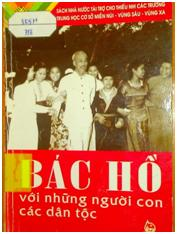 SÁCH NHÀ NƯỚC TÀI TRỢ CHO THIẾU NHI CÁC TRƯỜNG
TRUNG HỌC CƠ SỞ MIỀN NÚI - VÙNG SÂU - VÙNG XA
BÁC HỒ
với những người con
các dân tộc